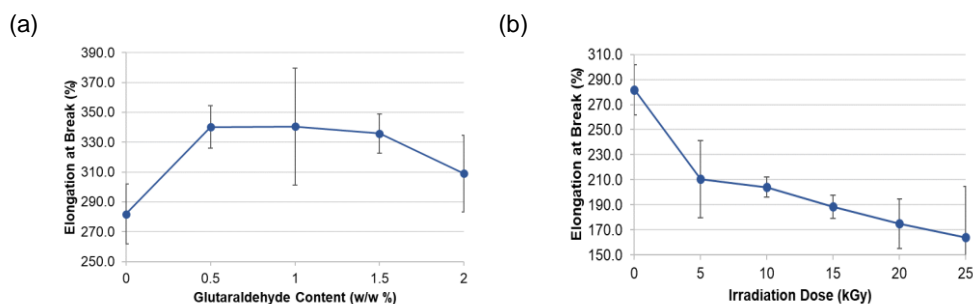 (a)
Elongation at Break (%)
390.0
370.0
350.0
330.0
310.0
290.0
270.0
250.0
0 0.5 1 1.5 2
Glutaraldehyde Content (w/w %)
(b)
Elongation at Break (%)
310.0
290.0
270.0
250.0
230.0
210.0
190.0
170.0
150.0
0 5 10 15 20 25
Irradiation Dose (kGy)